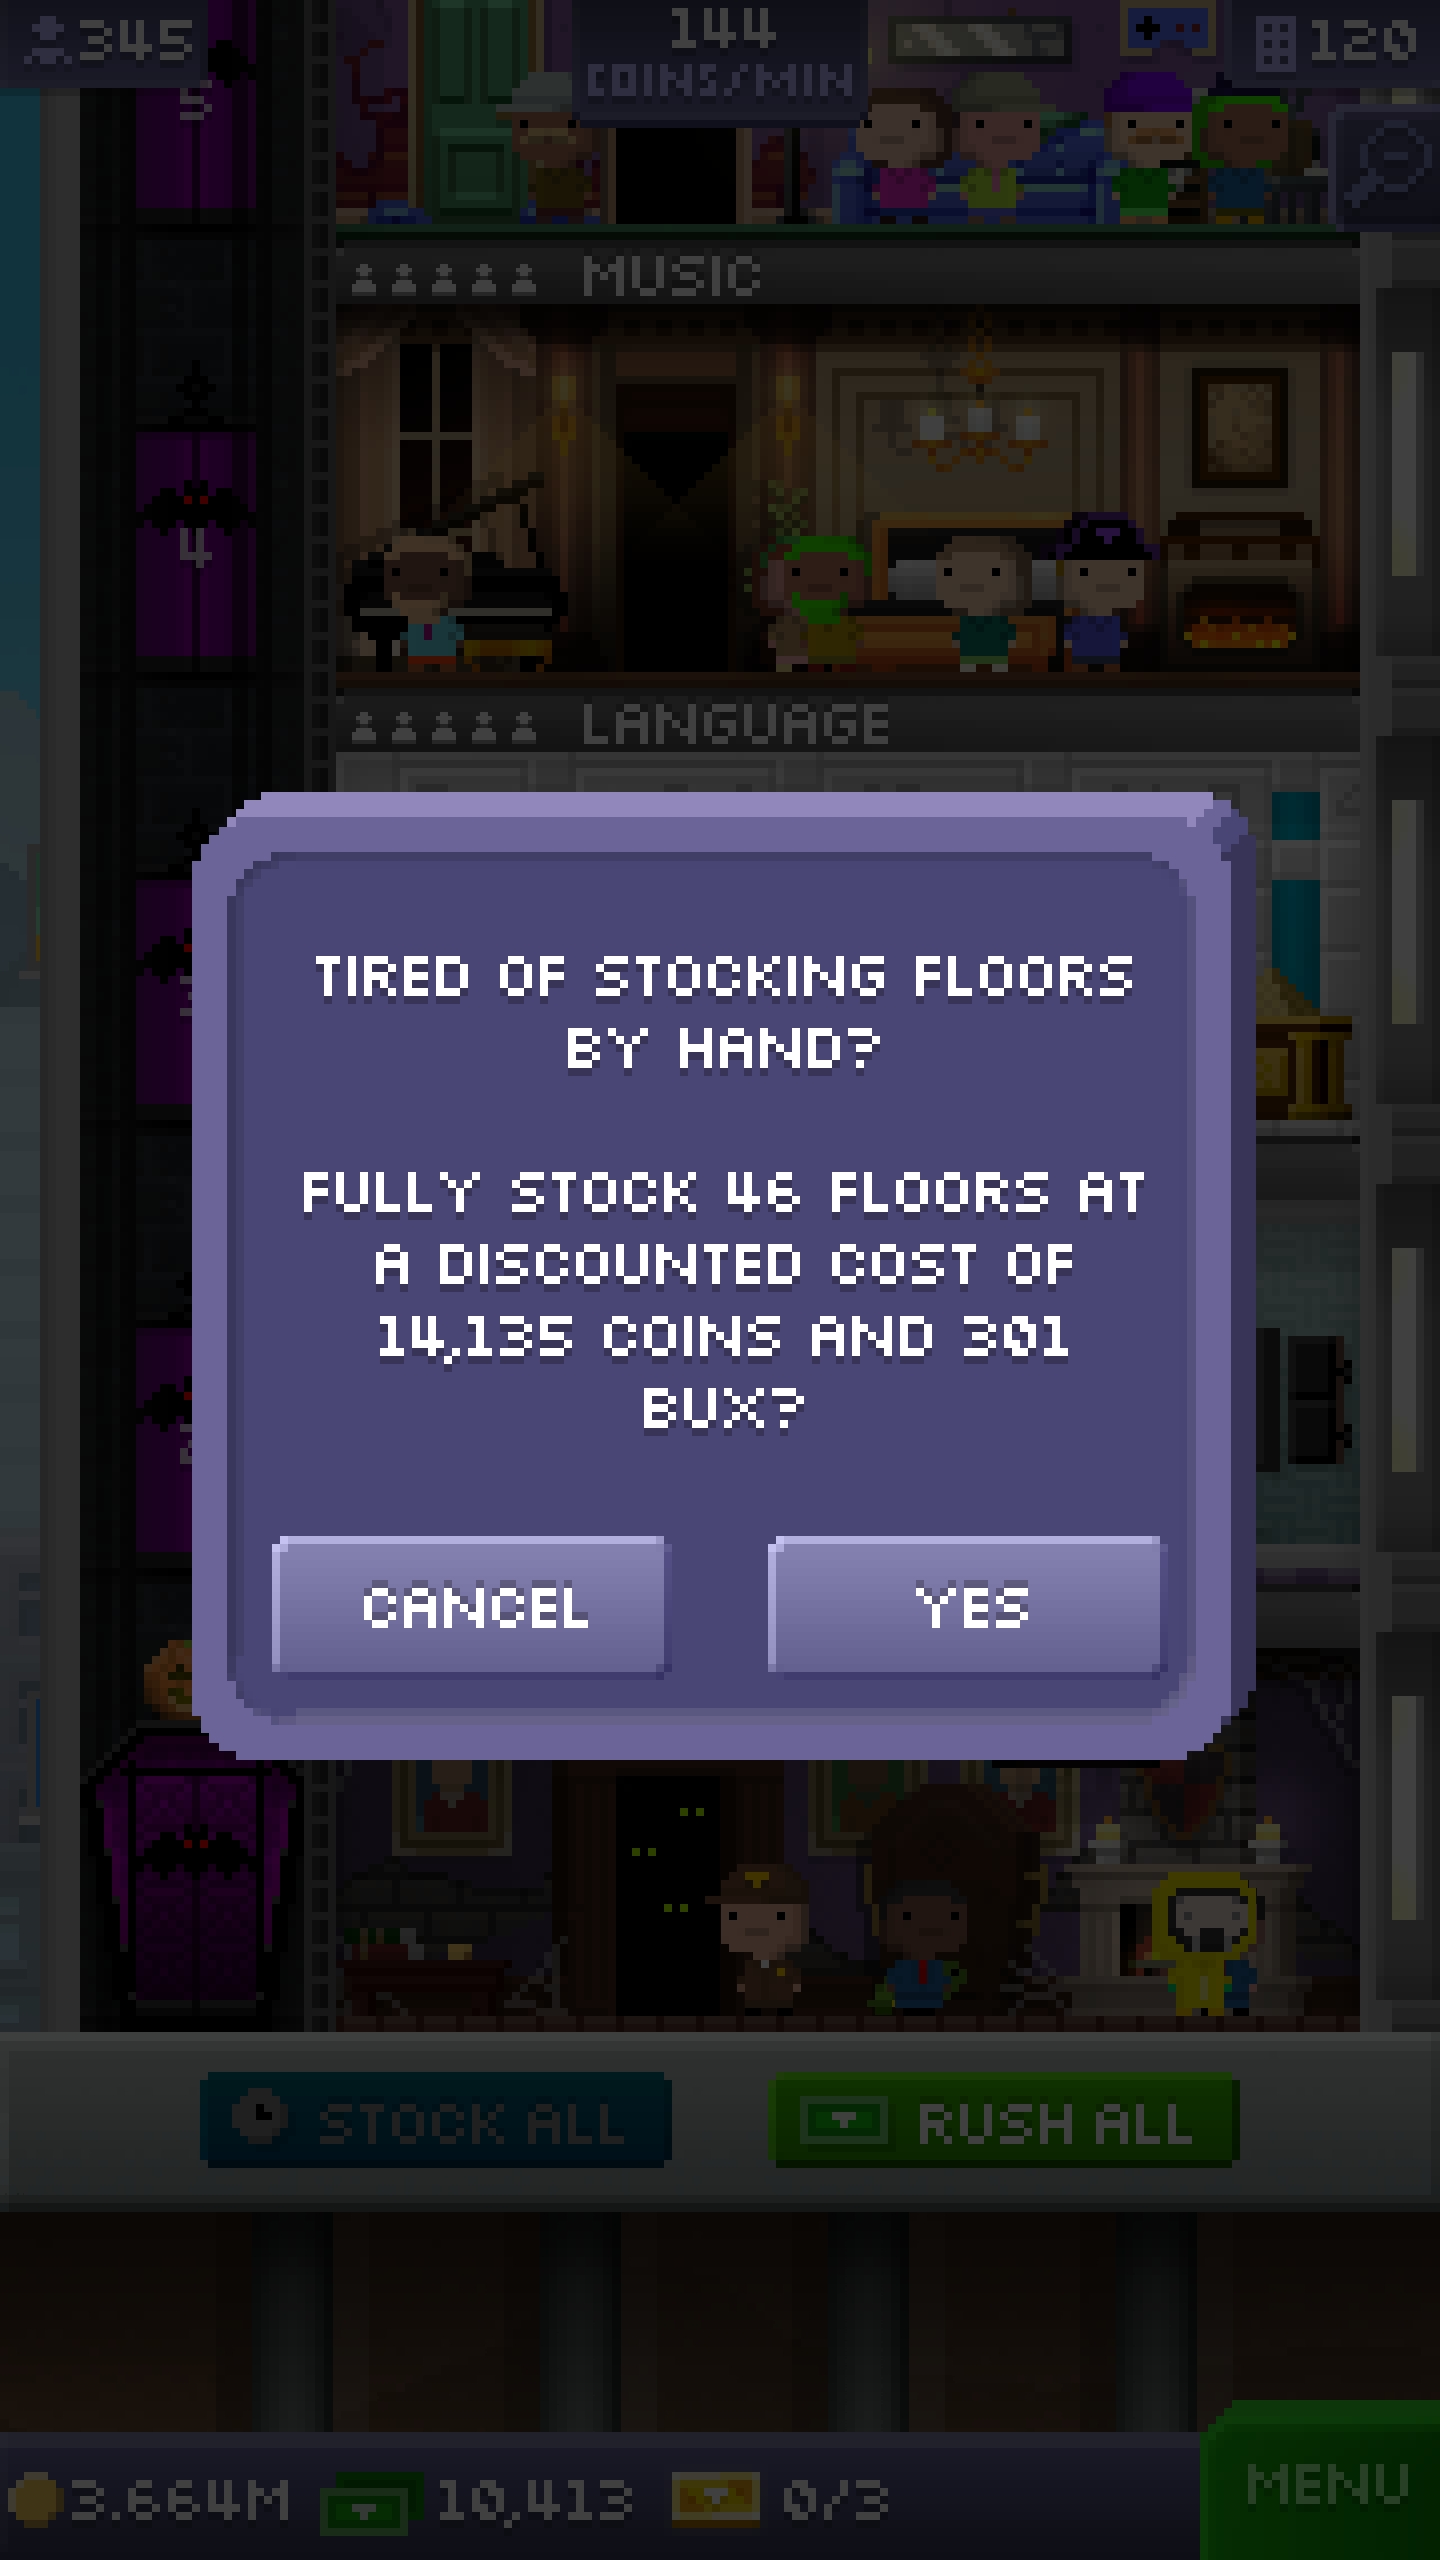 345
144
COINS/MIN
120
5
MUSIC
4
LANGUAGE
TIRED OF STOCKING FLOORS
BY HAND?
FULLY STOCK 46 FLOORS AT
A DISCOUNTED COST OF
14,135 COINS AND 301
BUX?
CANCEL
YES
STOCK ALL
RUSH ALL
3.664M
10,413
0/3
MENU